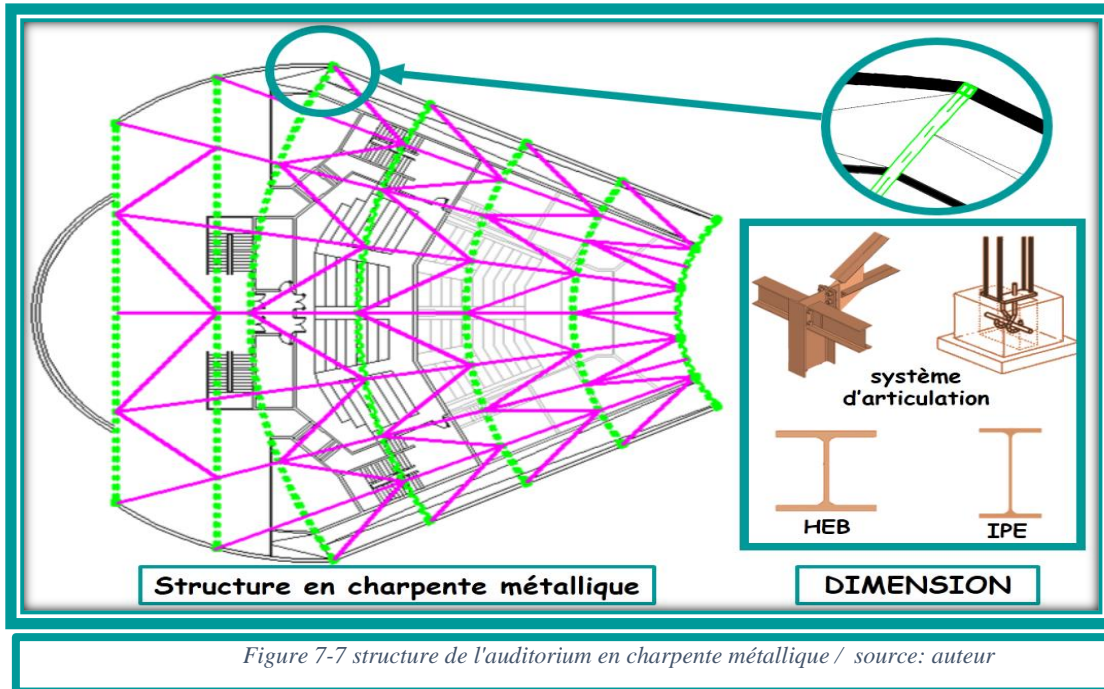 système
d'articulation
HEB
IPE
Structure en charpente métallique
DIMENSION
Figure 7-7 structure de l'auditorium en charpente métallique / source: auteur